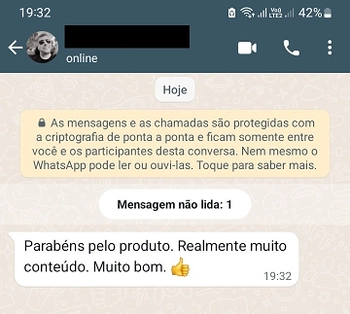 19:32
Vo))
LTE2
42%
online
Hoje
As mensagens e as chamadas são protegidas com
a criptografia de ponta a ponta e ficam somente entre
você e os participantes desta conversa. Nem mesmo o
WhatsApp pode ler ou ouvi-las. Toque para saber mais.
Mensagem não lida: 1
Parabéns pelo produto. Realmente muito
conteúdo. Muito bom. 👍
19:32